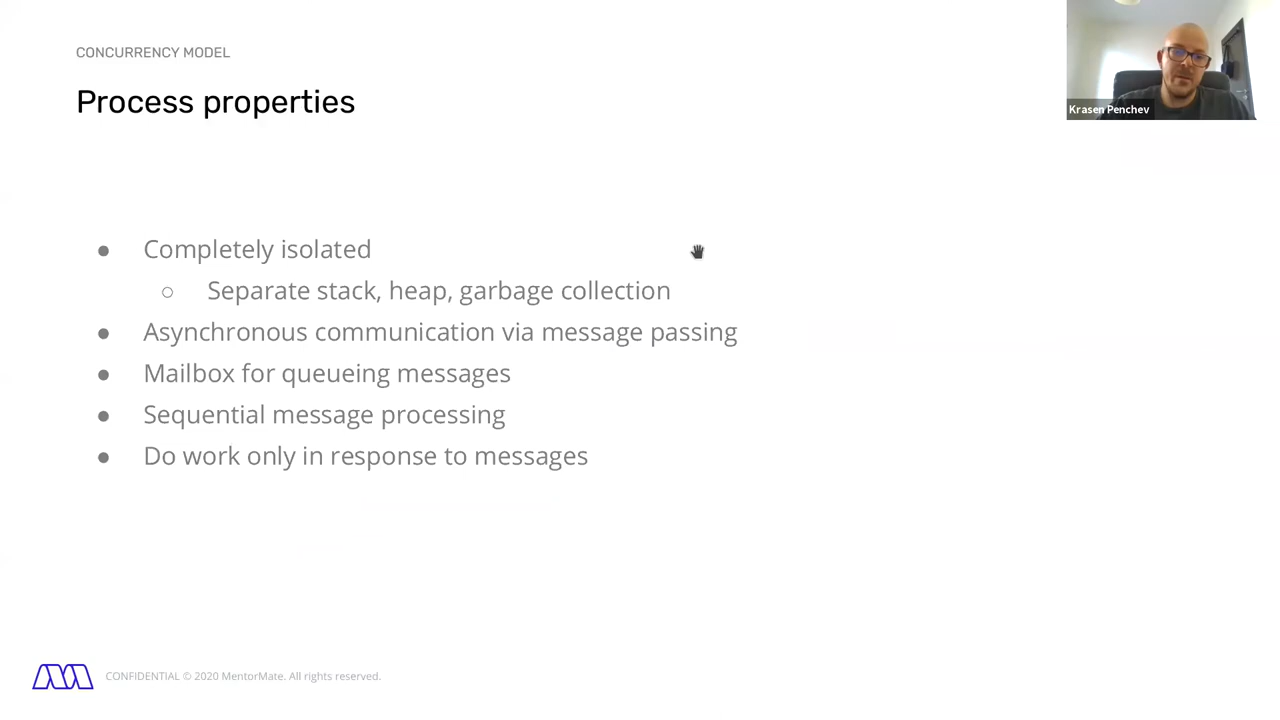 CONCURRENCY MODEL
Process properties
Krasen Penchev
● Completely isolated
○ Separate stack, heap, garbage collection
● Asynchronous communication via message passing
● Mailbox for queueing messages
● Sequential message processing
● Do work only in response to messages
CONFIDENTIAL © 2020 MentorMate. All rights reserved.